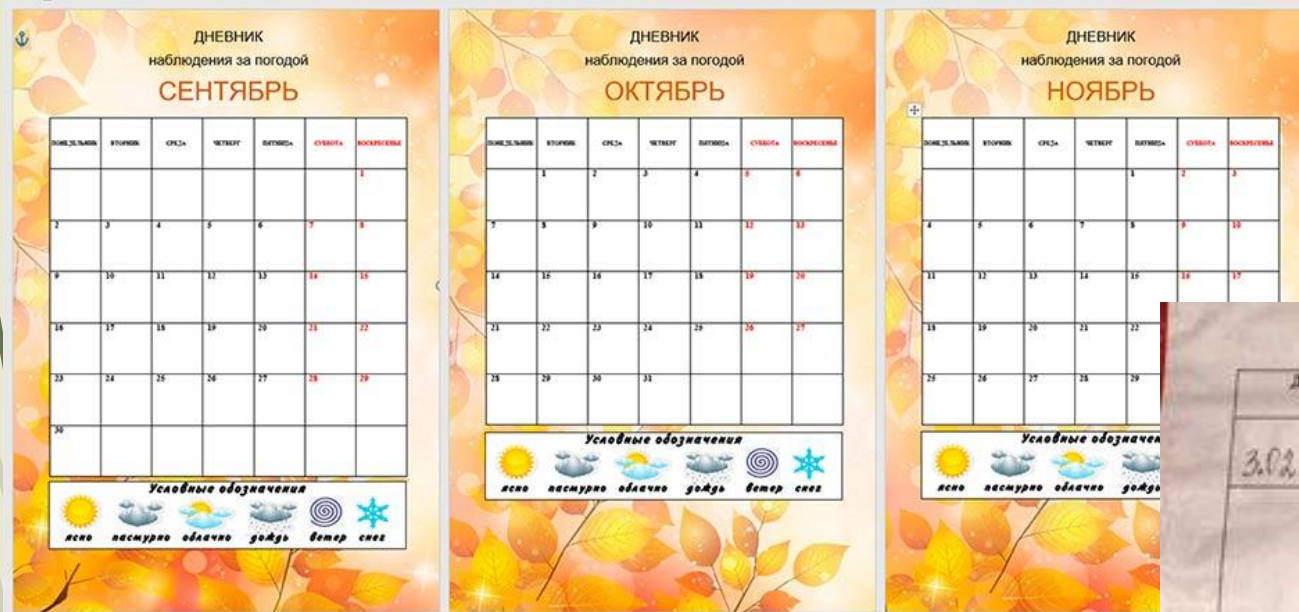 ДНЕВНИК
наблюдения за погодой
СЕНТЯБРЬ
ПОНЕДЕЛЬНИК ВТОРНИК СРЕДА ЧЕТВЕРГ ПЯТНИЦА СУББОТА ВОСКРЕСЕНЬЕ
1
2 3 4 5 6 7 8
9 10 11 12 13 14 15
16 17 18 19 20 21 22
23 24 25 26 27 28 29
30
Условные обозначения
ясно пасмурно облачно дождь ветер снег
ДНЕВНИК
наблюдения за погодой
ОКТЯБРЬ
ПОНЕДЕЛЬНИК ВТОРНИК СРЕДА ЧЕТВЕРГ ПЯТНИЦА СУББОТА ВОСКРЕСЕНЬЕ
1 2 3 4 5 6
7 8 9 10 11 12 13
14 15 16 17 18 19 20
21 22 23 24 25 26 27
28 29 30 31
Условные обозначения
ясно пасмурно облачно дождь ветер снег
ДНЕВНИК
наблюдения за погодой
НОЯБРЬ
ПОНЕДЕЛЬНИК ВТОРНИК СРЕДА ЧЕТВЕРГ ПЯТНИЦА СУББОТА ВОСКРЕСЕНЬЕ
1 2 3
4 5 6 7 8 9 10
11 12 13 14 15 16 17
18 19 20 21 22
25 26 27 28 29
Условные обозначен
ясно пасмурно облачно дождь
3.02